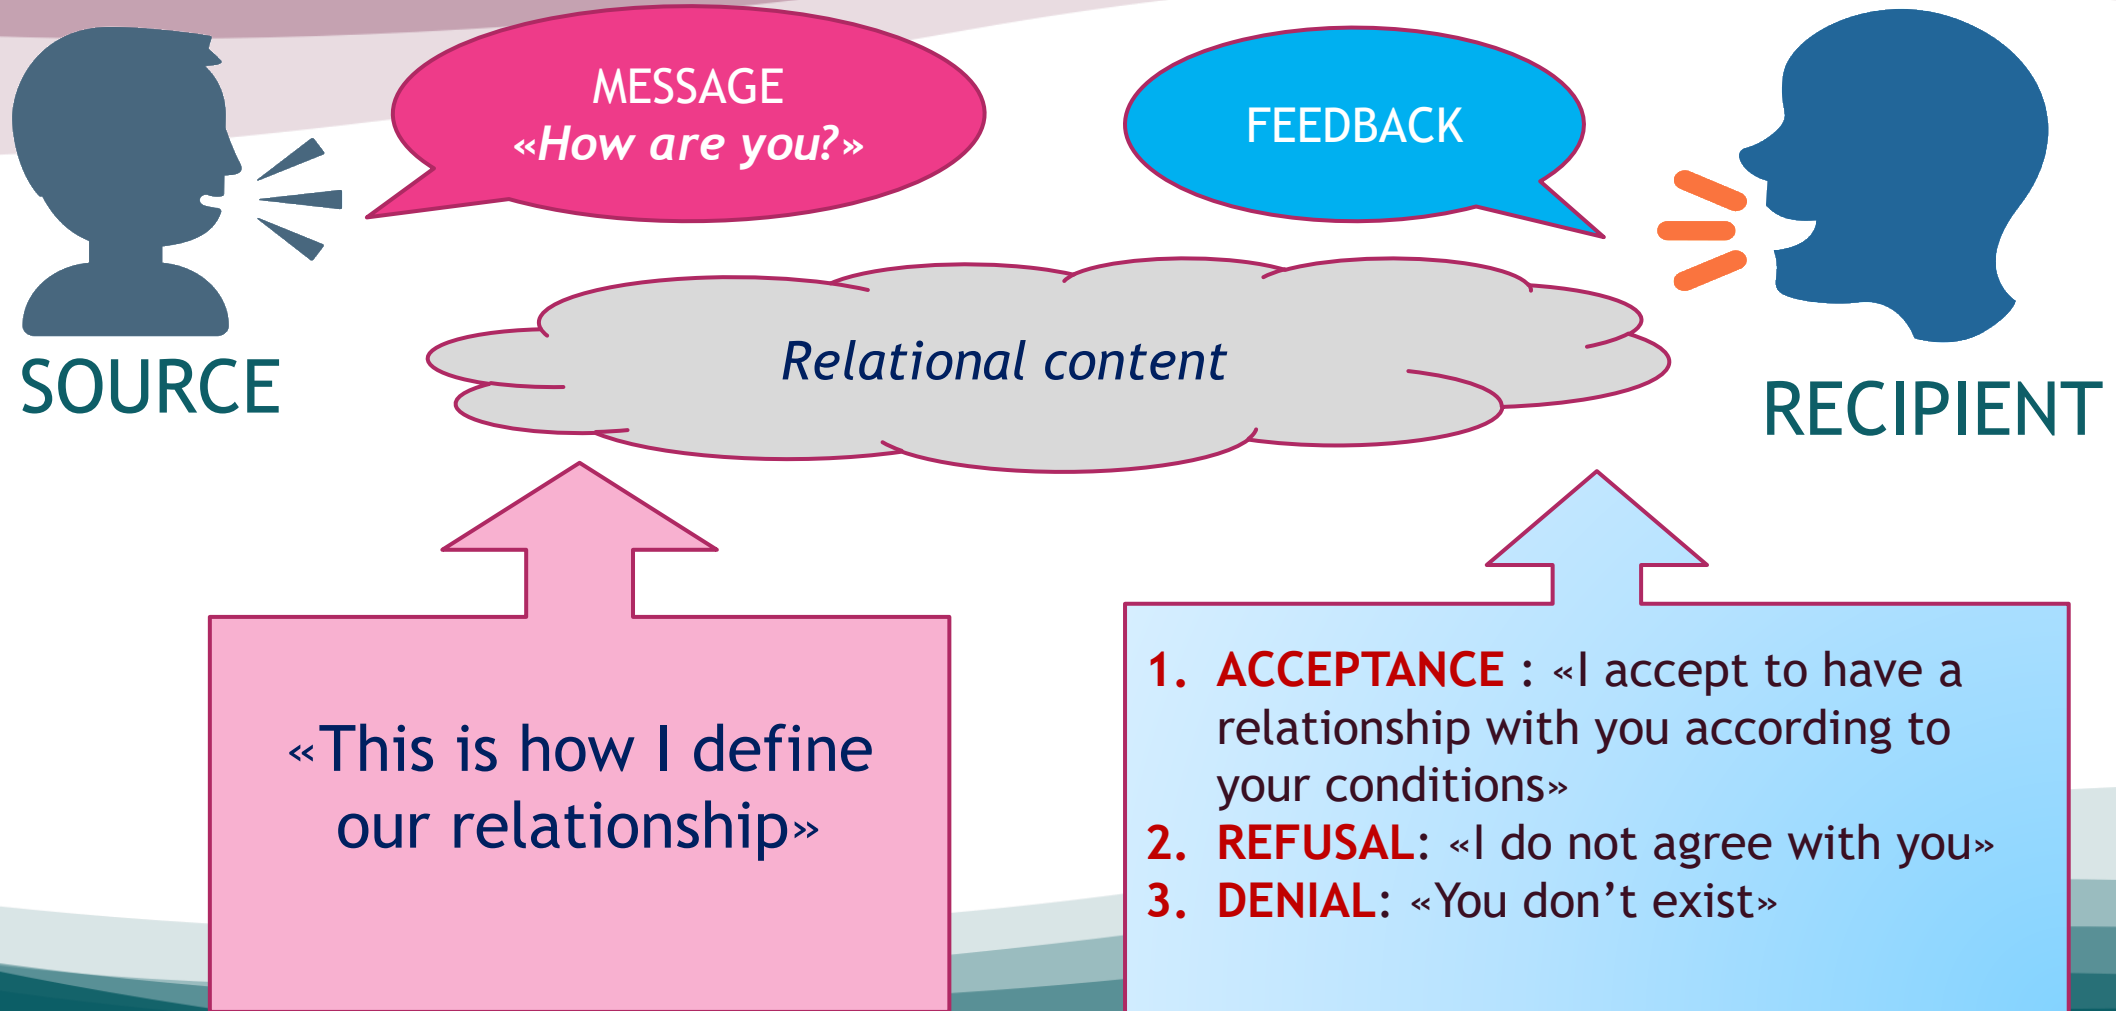 MESSAGE
«How are you?»
FEEDBACK
Relational content
SOURCE
RECIPIENT
«This is how I define
our relationship»
1. ACCEPTANCE : «I accept to have a
relationship with you according to
your conditions»
2. REFUSAL: «I do not agree with you»
3. DENIAL: «You don’t exist»